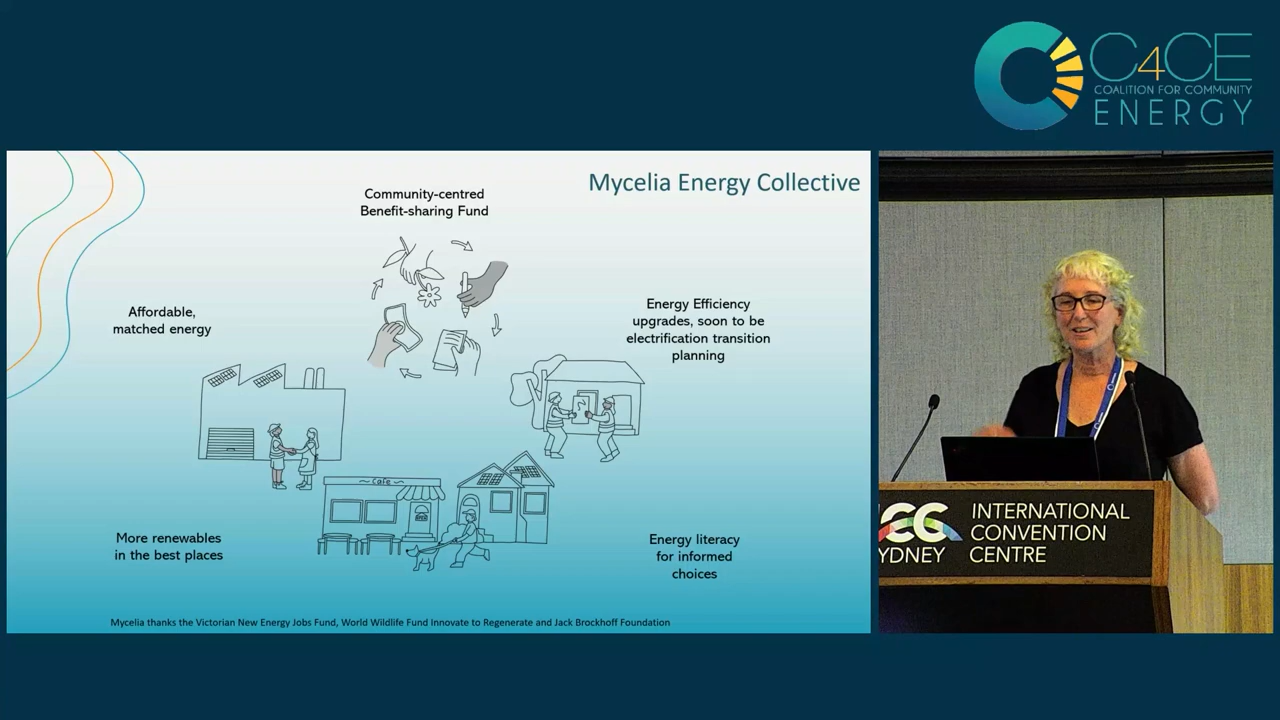 C4CE
COALITION FOR COMMUNITY
ENERGY
Mycelia Energy Collective
Community-centred
Benefit-sharing Fund
Affordable,
matched energy
Energy Efficiency
upgrades, soon to be
electrification transition
planning
Cafe
More renewables
in the best places
Energy literacy
for informed
choices
Mycelia thanks the Victorian New Energy Jobs Fund, World Wildlife Fund Innovate to Regenerate and Jack Brockhoff Foundation
ICC
YDNEY
INTERNATIONAL
CONVENTION
CENTRE